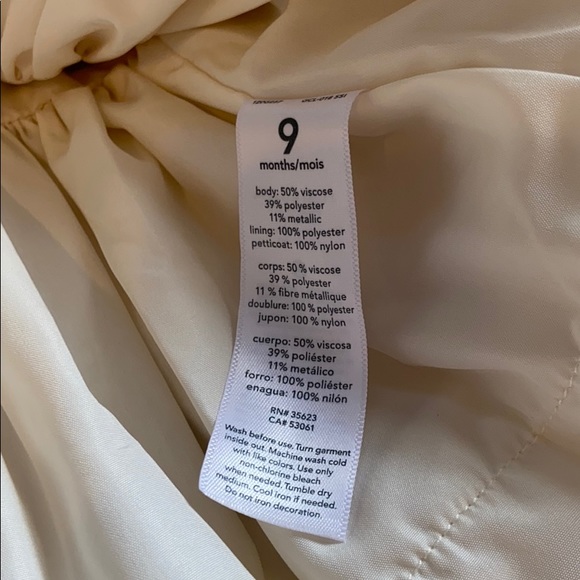 9
months/mois
body: 50% viscose
39% polyester
11% metallic
lining: 100% polyester
petticoat: 100% nylon
corps: 50 % viscose
39 % polyester
11 % fibre métallique
doublure: 100 % polyester
jupon: 100 % nylon
cuerpo: 50% viscosa
39% poliéster
11% metálico
forro: 100% poliéster
enagua: 100% nilón
RN# 35623
CA# 53061
Wash before use. Turn garment
inside out. Machine wash cold
with like colors. Use only
non-chlorine bleach
when needed. Tumble dry
medium. Cool iron if needed.
Do not iron decoration.